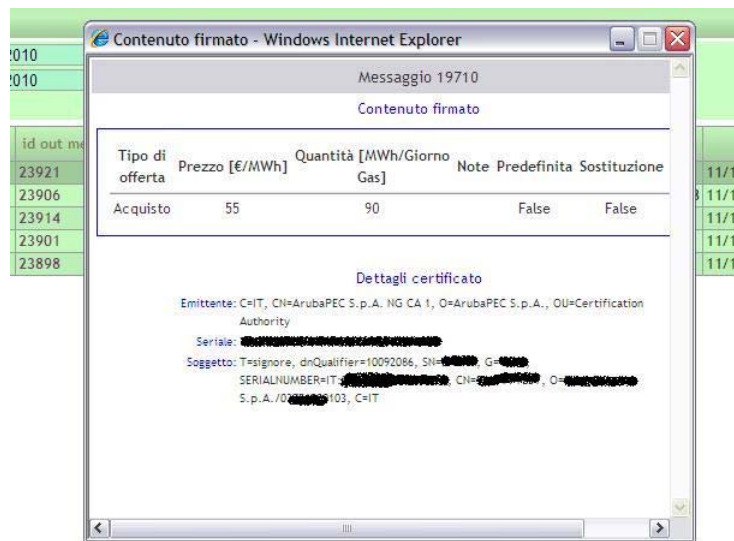 Contenuto firmato - Windows Internet Explorer
2010
2010
Messaggio 19710
Contenuto firmato
id out me
Tipo di offerta Prezzo [€/MWh] Quantità [MWh/Giorno Gas] Note Predefinita Sostituzione
Acquisto 55 90 False False
23921 11/1
23906 11/1
23914 11/1
23901 11/1
23898 11/1
Dettagli certificato
Emittente: C=IT, CN=ArubaPEC S.p.A. NG CA 1, O=ArubaPEC S.p.A., OU=Certification
Authority
Seriale:
Soggetto: T=signore, dnQualifier=10092086, SN= , G=
SERIALNUMBER=IT: , CN= , O=
S.p.A./0 103, C=IT